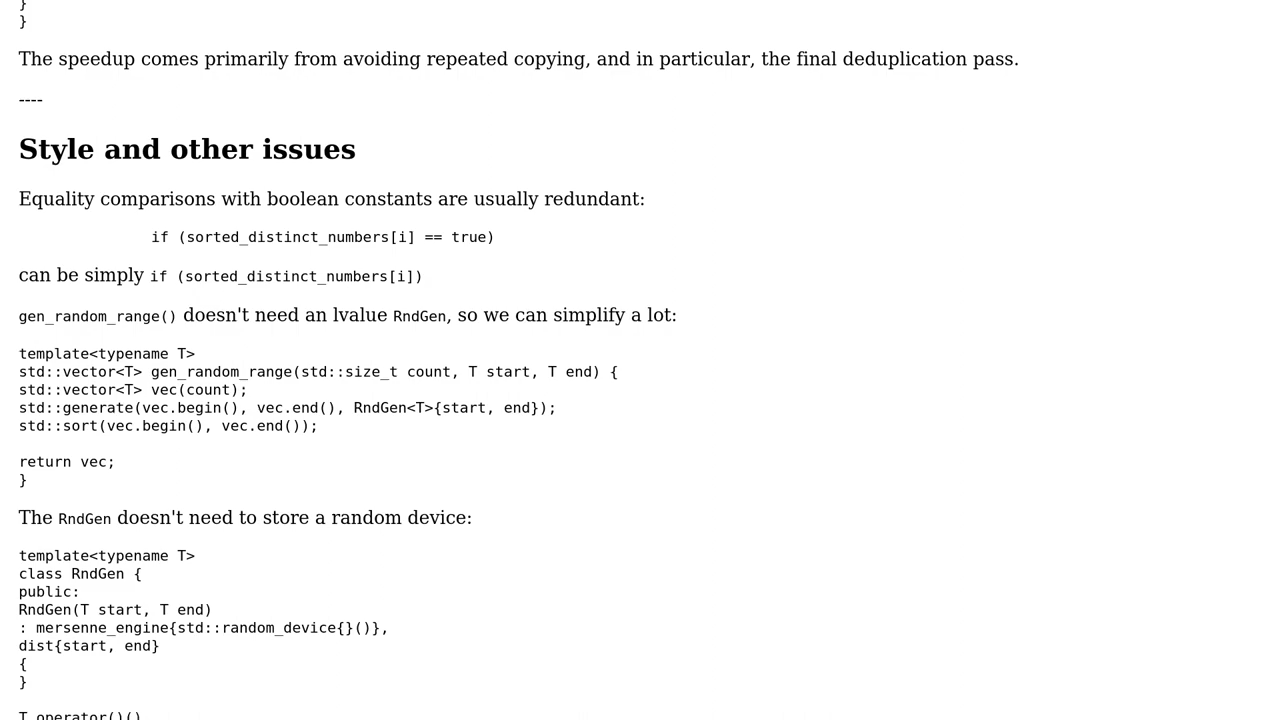 }
}
The speedup comes primarily from avoiding repeated copying, and in particular, the final deduplication pass.
----
Style and other issues
Equality comparisons with boolean constants are usually redundant:
if (sorted_distinct_numbers[i] == true)
can be simply if (sorted_distinct_numbers[i])
gen_random_range() doesn't need an lvalue RndGen, so we can simplify a lot:
template<typename T>
std::vector<T> gen_random_range(std::size_t count, T start, T end) {
std::vector<T> vec(count);
std::generate(vec.begin(), vec.end(), RndGen<T>{start, end});
std::sort(vec.begin(), vec.end());
return vec;
}
The RndGen doesn't need to store a random device:
template<typename T>
class RndGen {
public:
RndGen(T start, T end)
: mersenne_engine{std::random_device{}()},
dist{start, end}
{
}
T operator()()